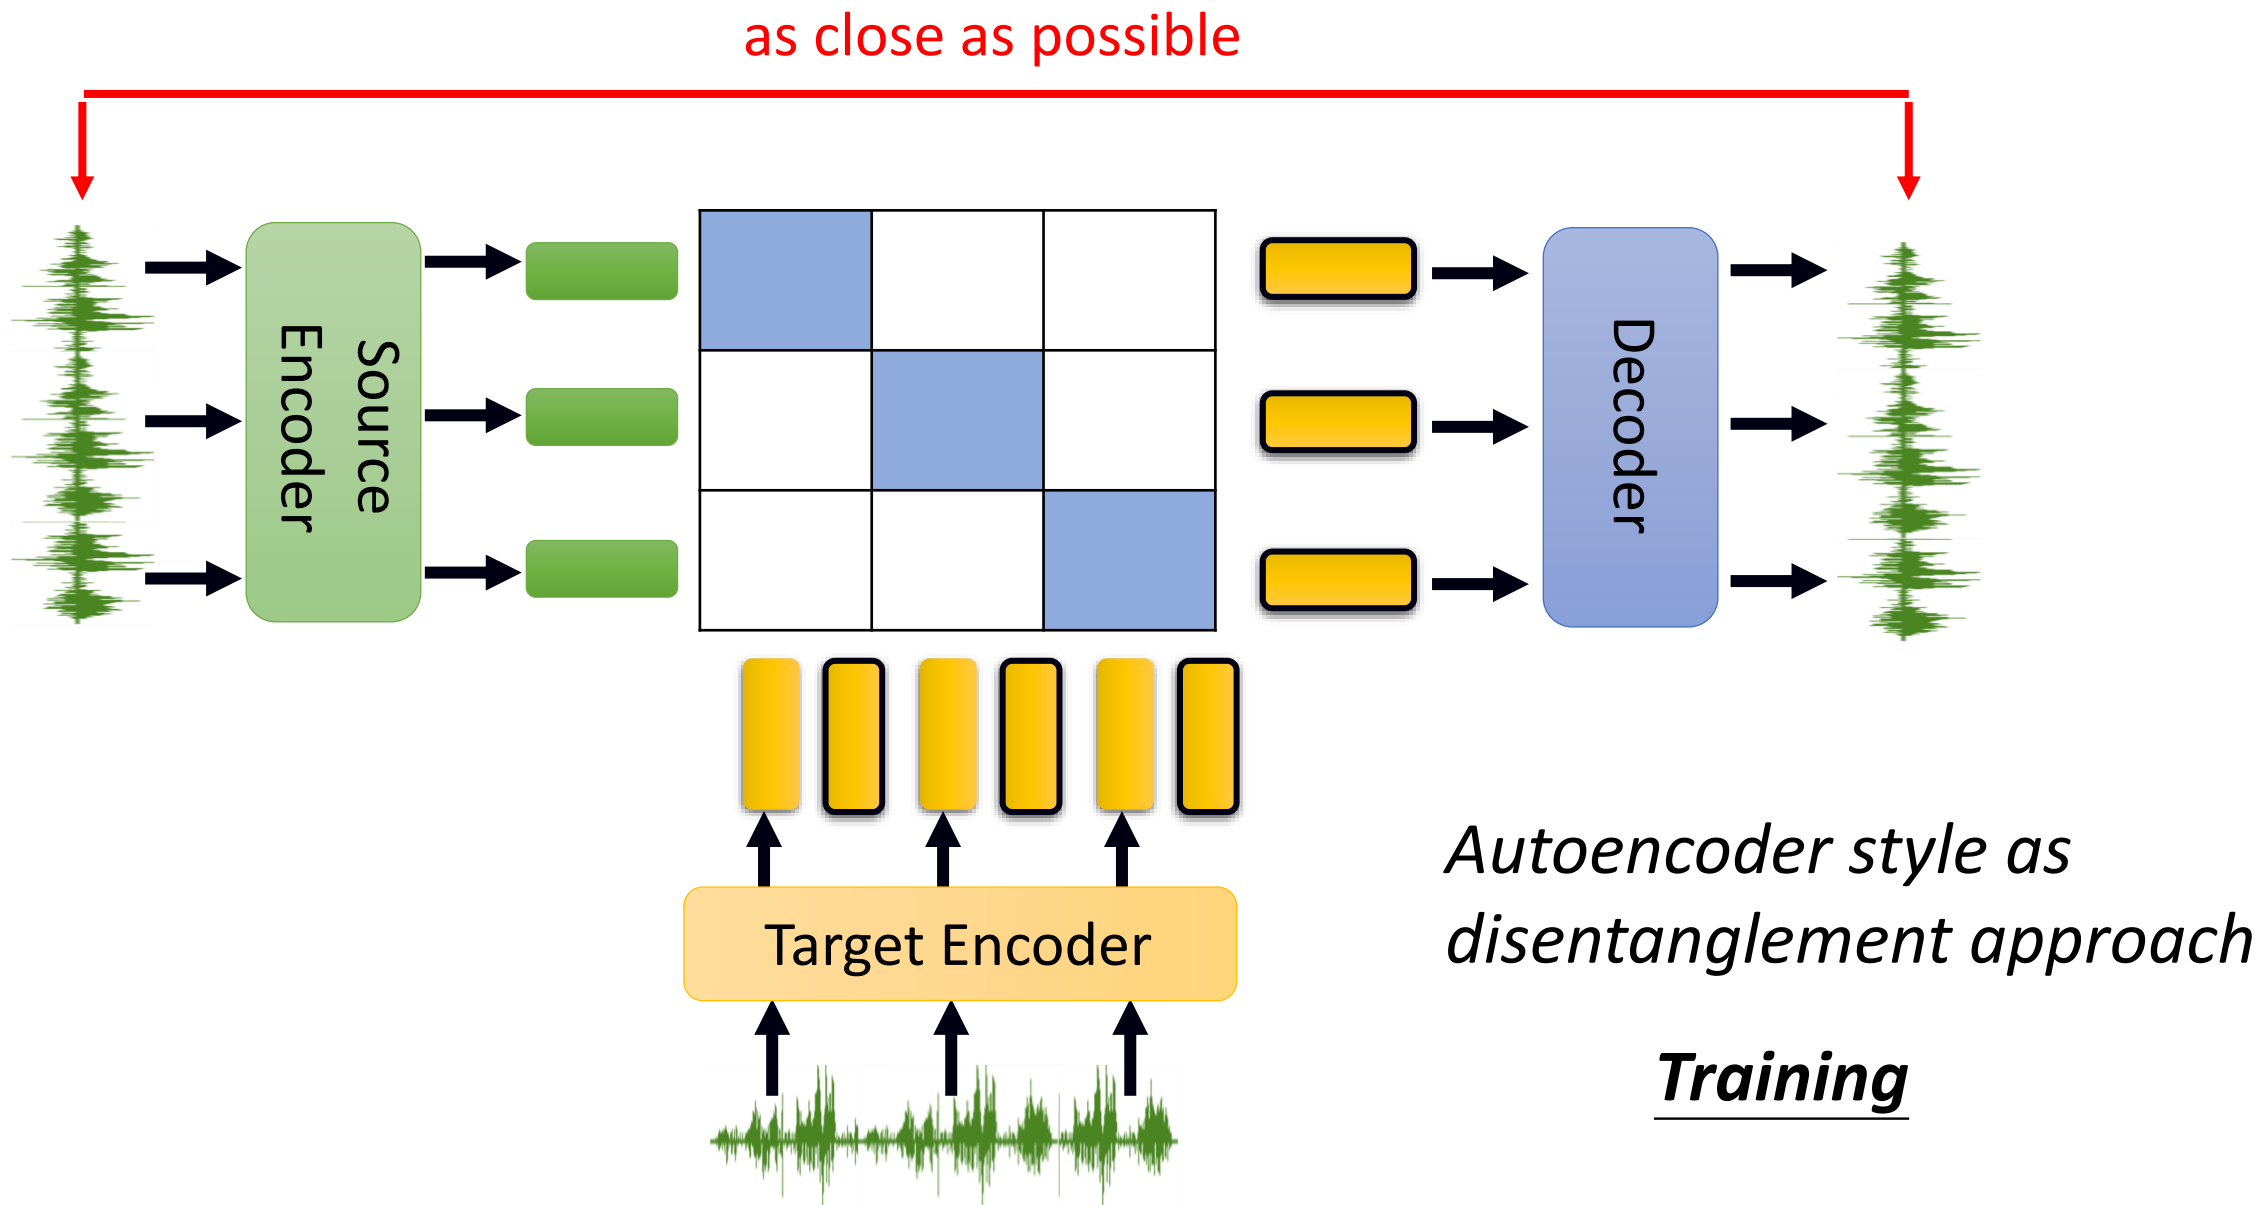 as close as possible
Source
Encoder
Decoder
Target Encoder
Autoencoder style as
disentanglement approach
Training